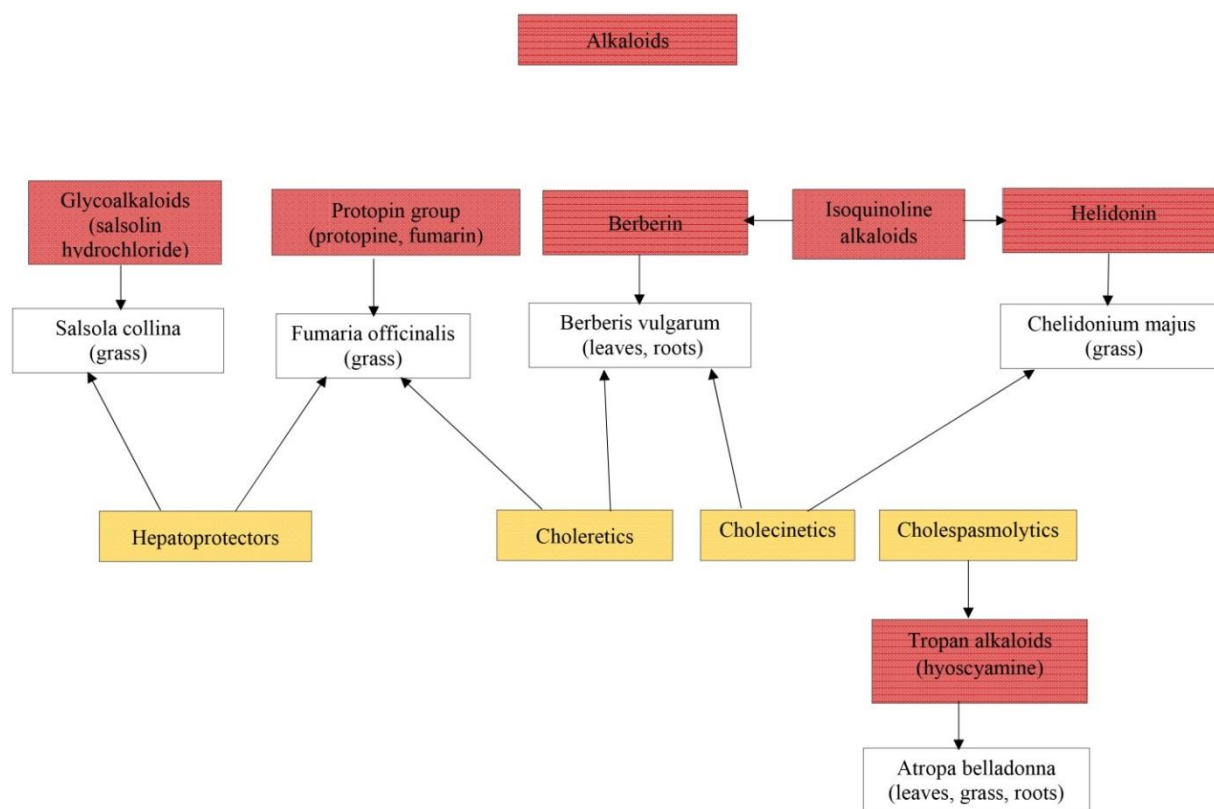 Alkaloids
Glycoalkaloids
(salsolin
hydrochloride)
Protopin group
(protopine, fumarin)
Berberin
Isoquinoline
alkaloids
Helidonin
Salsola collina
(grass)
Fumaria officinalis
(grass)
Berberis vulgarum
(leaves, roots)
Chelidonium majus
(grass)
Hepatoprotectors
Choleretics
Cholecinetics
Cholespasmolytics
Tropan alkaloids
(hyoscyamine)
Atropa belladonna
(leaves, grass, roots)